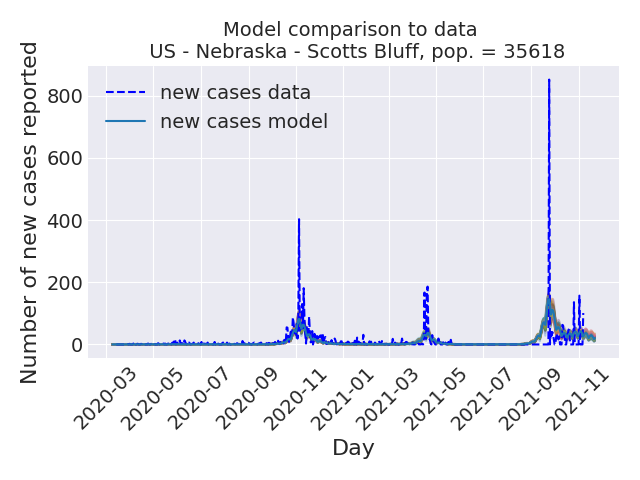 Model comparison to data
US - Nebraska - Scotts Bluff, pop. = 35618
Number of new cases reported
800
600
400
200
0
new cases data
new cases model
2020-03
2020-05
2020-07
2020-09
2020-11
2021-01
2021-03
2021-05
2021-07
2021-09
2021-11
Day